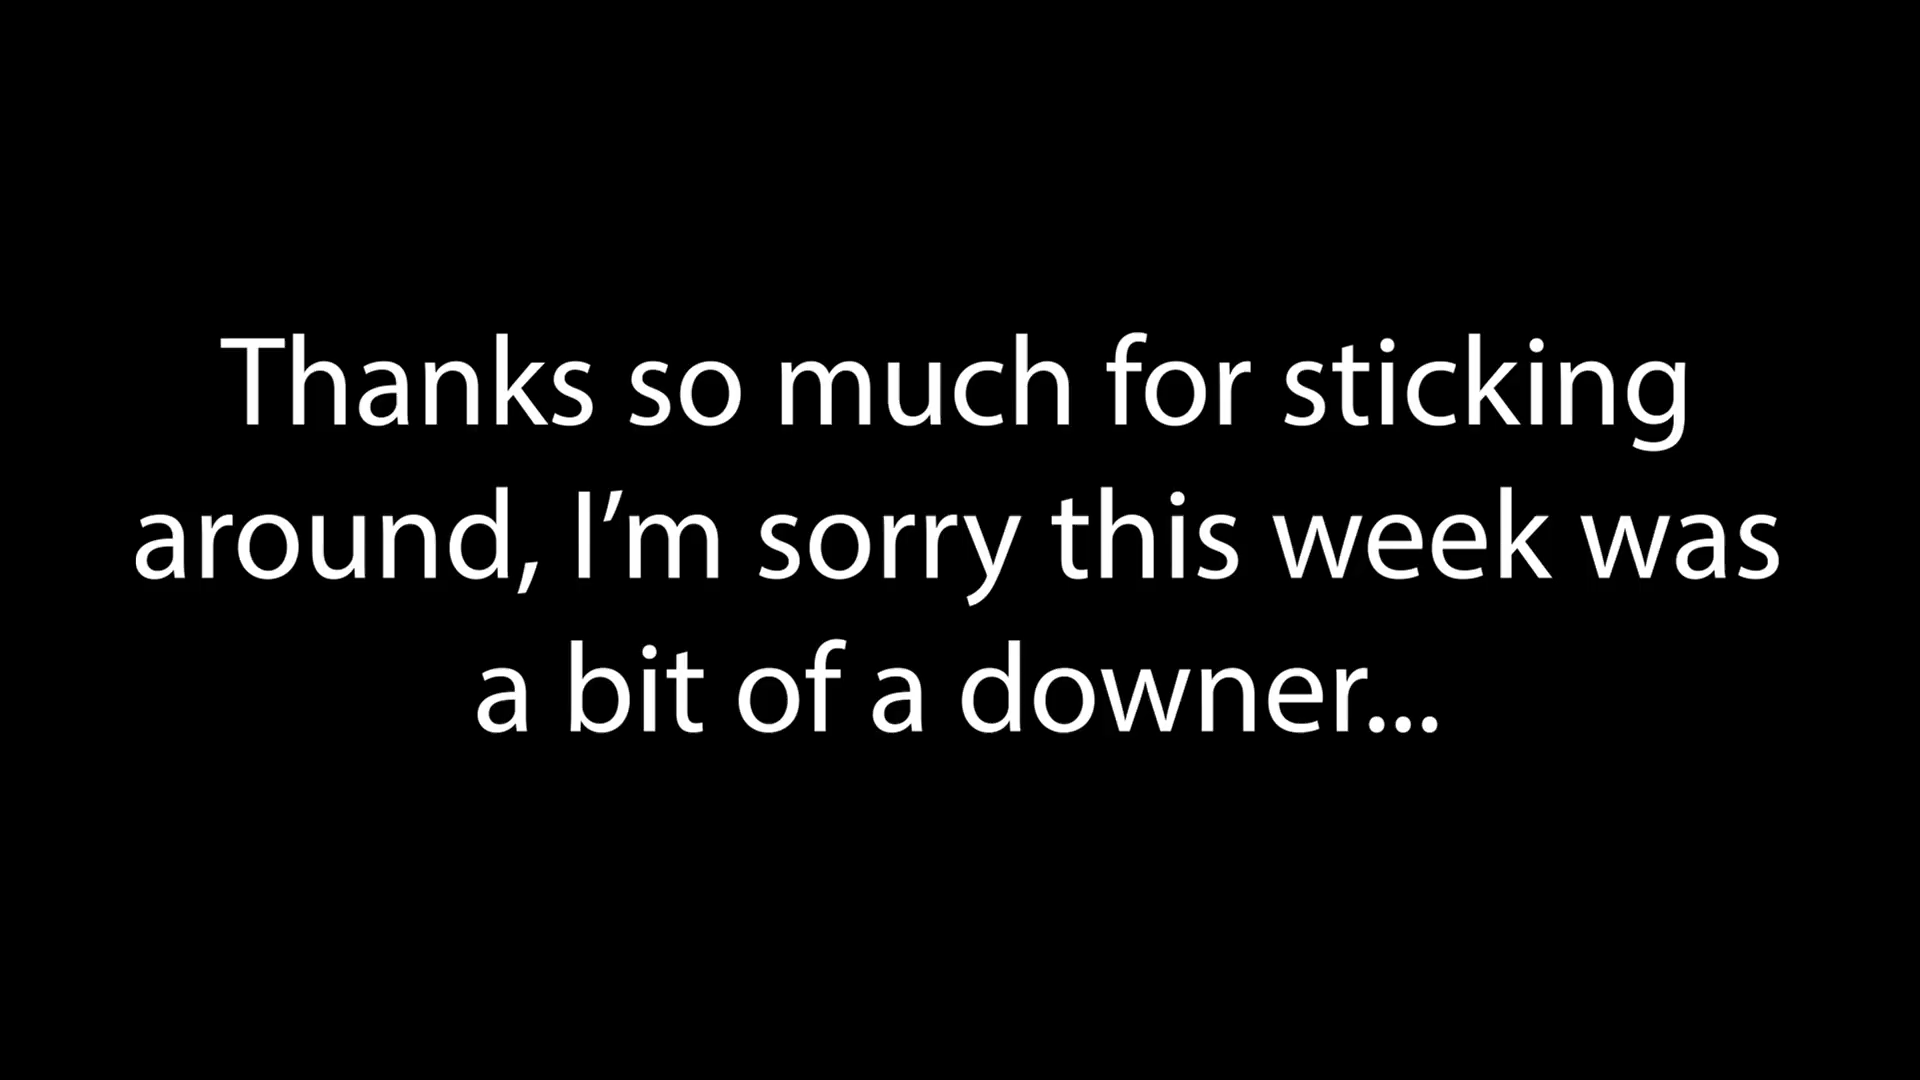 Thanks so much for sticking
around, I’m sorry this week was
a bit of a downer...